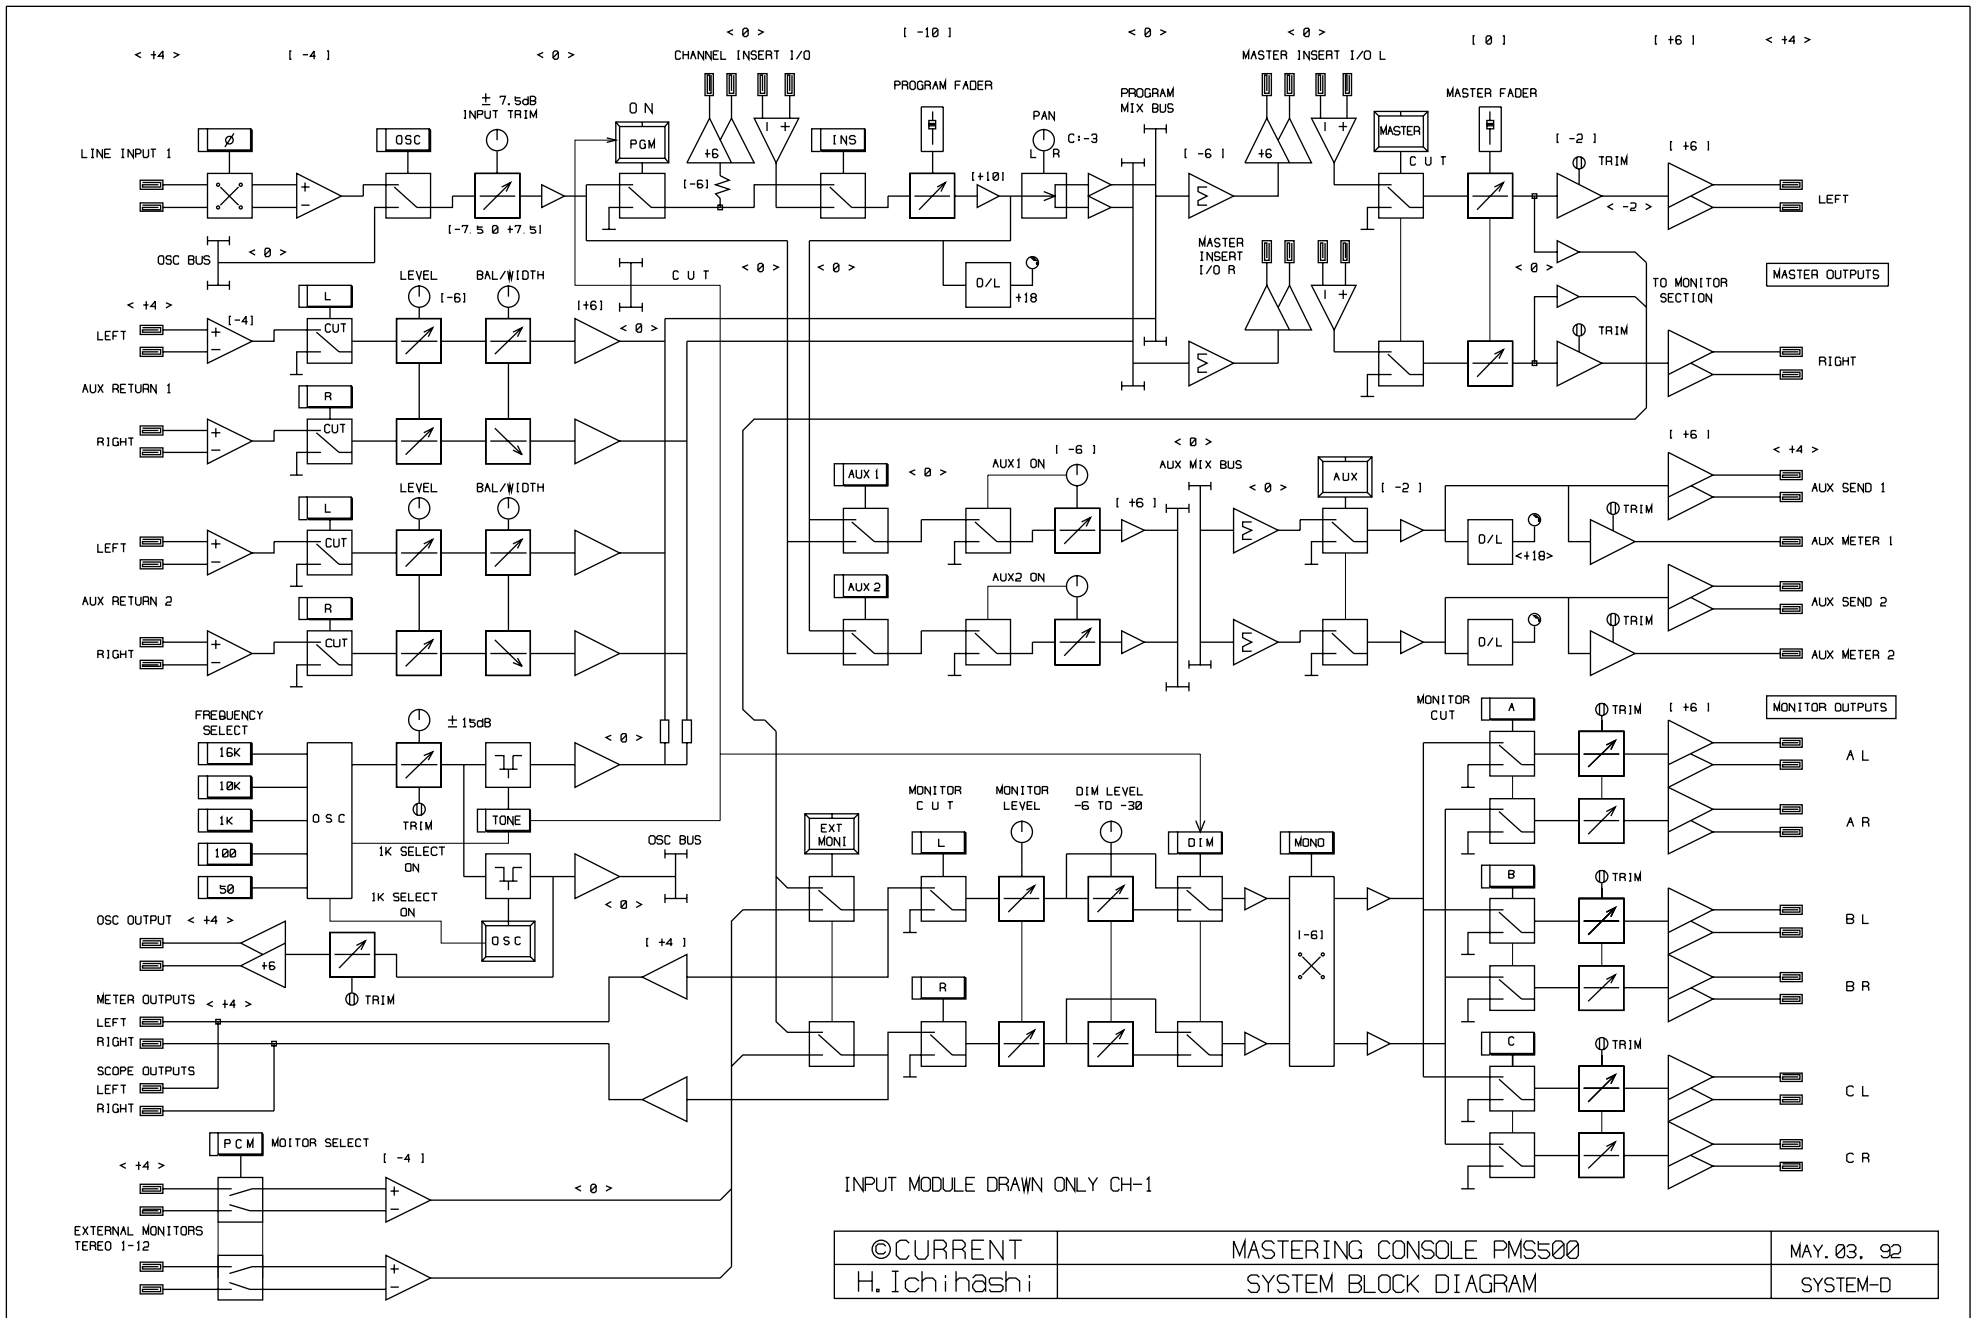 < +4 >
[ -4 ]
< 0 >
< 0 >
CHANNEL INSERT I/O
[ -10 ]
< 0 >
< 0 >
MASTER INSERT I/O L
[ 0 ]
[ +6 ]
< +4 >
± 7.5dB
INPUT TRIM
O N
PGM
+6
[-6]
I +
INS
PROGRAM FADER
[+10]
PAN
L R
C:-3
PROGRAM
MIX BUS
[ -6 ]
Σ
+6
I +
MASTER
C U T
MASTER FADER
[ -2 ]
TRIM
< -2 >
[ +6 ]
LEFT
LINE INPUT 1
Ø
+
−
OSC
[-7.5 0 +7.5]
OSC BUS
< 0 >
C U T
< 0 >
< 0 >
O/L
+18
MASTER
INSERT
I/O R
I +
Σ
< 0 >
TRIM
TO MONITOR
SECTION
MASTER OUTPUTS
RIGHT
< +4 >
LEFT
+
−
[-4]
L
CUT
LEVEL
[-6]
BAL/WIDTH
[+6]
< 0 >
AUX RETURN 1
RIGHT
+
−
R
CUT
LEFT
+
−
L
CUT
LEVEL
BAL/WIDTH
AUX RETURN 2
RIGHT
+
−
R
CUT
AUX 1
< 0 >
AUX1 ON
[ -6 ]
[ +6 ]
< 0 >
AUX MIX BUS
< 0 >
Σ
AUX
[ -2 ]
O/L
<+18>
TRIM
[ +6 ]
< +4 >
AUX SEND 1
AUX METER 1
AUX 2
AUX2 ON
Σ
O/L
TRIM
AUX SEND 2
AUX METER 2
FREQUENCY
SELECT
16K
10K
1K
100
50
O S C
± 15dB
TRIM
TONE
1K SELECT
ON
1K SELECT
ON
< 0 >
OSC BUS
< 0 >
OSC
OSC OUTPUT < +4 >
+6
TRIM
METER OUTPUTS < +4 >
LEFT
RIGHT
SCOPE OUTPUTS
LEFT
RIGHT
[ +4 ]
EXT
MONI
MONITOR
C U T
L
R
MONITOR
LEVEL
DIM LEVEL
-6 TO -30
DIM
MONO
[-6]
MONITOR
CUT
A
TRIM
[ +6 ]
MONITOR OUTPUTS
A L
A R
B
TRIM
B L
B R
C
TRIM
C L
C R
PCM
MOITOR SELECT
< +4 >
[ -4 ]
+
−
< 0 >
EXTERNAL MONITORS
TEREO 1-12
+
−
INPUT MODULE DRAWN ONLY CH-1
©CURRENT
MASTERING CONSOLE PMS500
MAY. 03. 92
H. Ichihashi
SYSTEM BLOCK DIAGRAM
SYSTEM-D